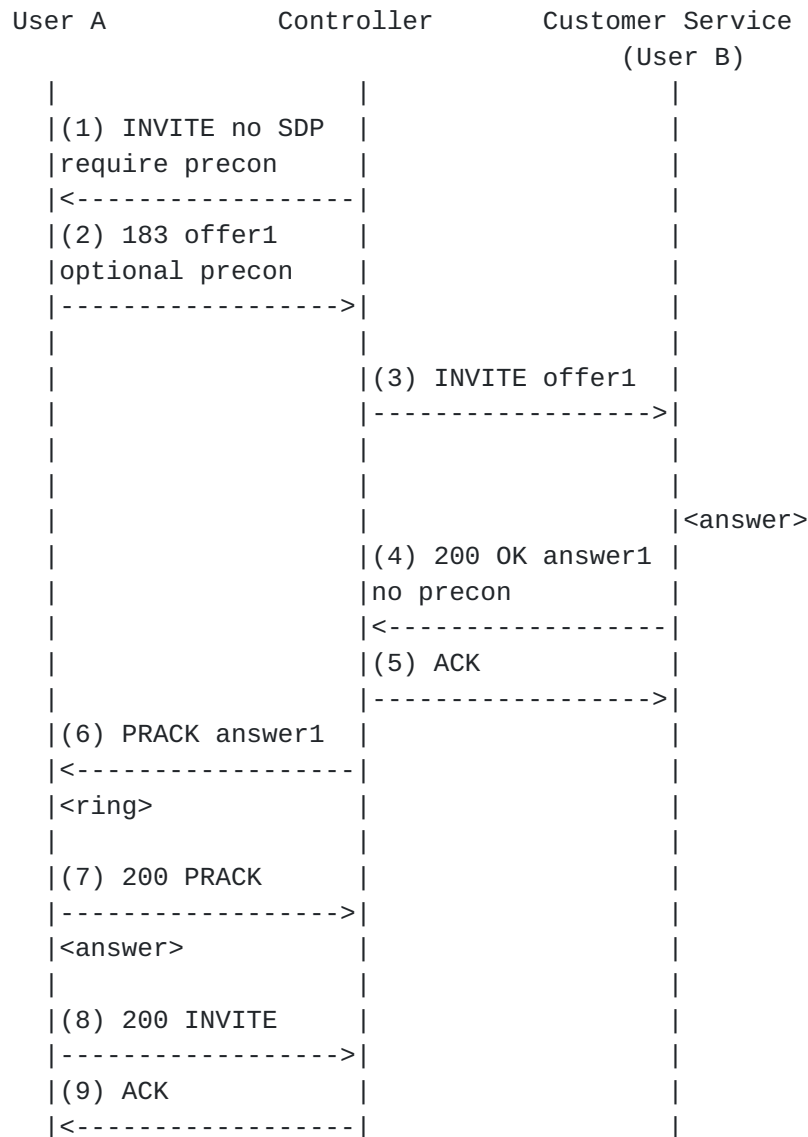 User A Controller Customer Service
(User B)
(1) INVITE no SDP
require precon
(2) 183 offer1
optional precon
(3) INVITE offer1
<answer>
(4) 200 OK answer1
no precon
(5) ACK
(6) PRACK answer1
<ring>
(7) 200 PRACK
<answer>
(8) 200 INVITE
(9) ACK